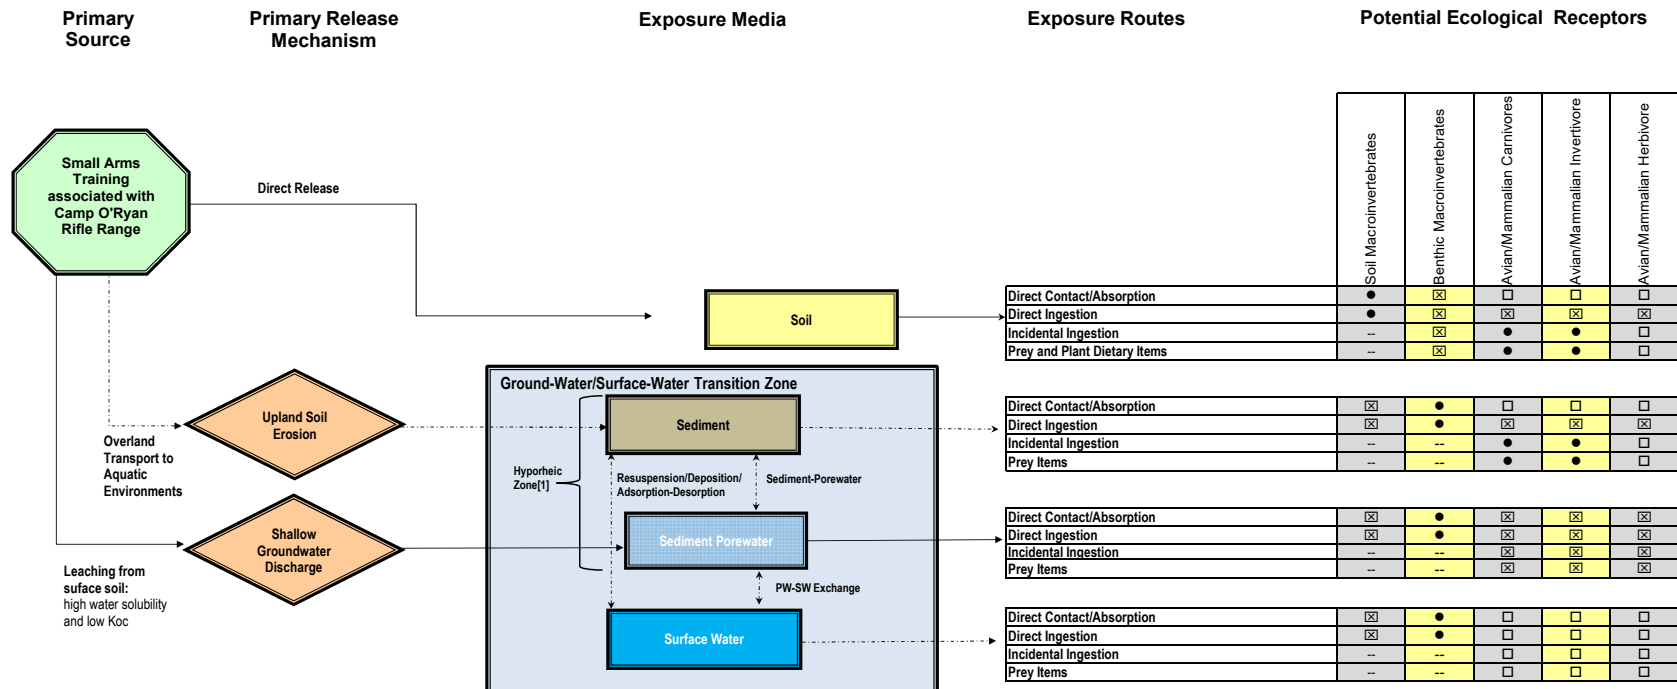 Primary
Source
Primary Release
Mechanism
Exposure Media
Exposure Routes
Potential Ecological Receptors
Soil Macroinvertebrates
Benthic Macroinvertebrates
Avian/Mammalian Carnivores
Avian/Mammalian Invertivore
Avian/Mammalian Herbivore
Small Arms
Training
associated with
Camp O'Ryan
Rifle Range
Direct Release
Soil
Direct Contact/Absorption ● ☒ □ □ □
Direct Ingestion ● ☒ ☒ ☒ ☒
Incidental Ingestion -- ☒ ● ● □
Prey and Plant Dietary Items -- ☒ ● ● □
Ground-Water/Surface-Water Transition Zone
Upland Soil
Erosion
Overland
Transport to
Aquatic
Environments
Sediment
Direct Contact/Absorption ☒ ● □ □ □
Direct Ingestion ☒ ● ☒ ☒ ☒
Incidental Ingestion -- -- ● ● □
Prey Items -- -- ● ● □
Hyporheic
Zone[1]
Resuspension/Deposition/
Adsorption-Desorption
Sediment-Porewater
Shallow
Groundwater
Discharge
Leaching from
suface soil:
high water solubility
and low Koc
Sediment Porewater
Direct Contact/Absorption ☒ ● ☒ ☒ ☒
Direct Ingestion ☒ ● ☒ ☒ ☒
Incidental Ingestion -- -- ☒ ☒ ☒
Prey Items -- -- ☒ ☒ ☒
PW-SW Exchange
Surface Water
Direct Contact/Absorption ☒ ● □ □ □
Direct Ingestion ☒ ● □ □ □
Incidental Ingestion -- -- □ □ □
Prey Items -- -- □ □ □